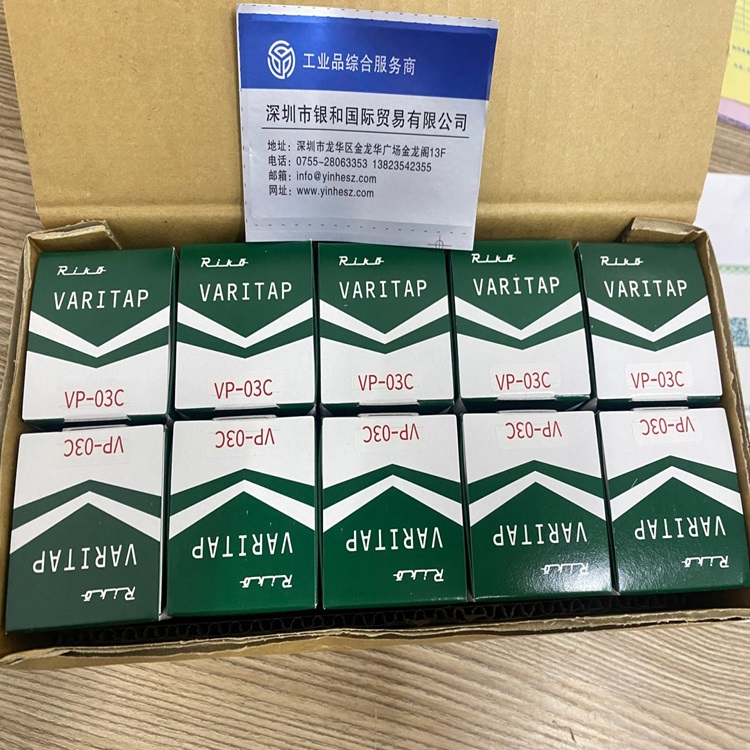 工业品综合服务商
深圳市银和国际贸易有限公司
地址：深圳市龙华区金龙华广场金龙阁13F
电话：0755-28063353 13823542355
邮箱：info@yinhesz.com
网址：www.yinhesz.com
Riko Riko Riko Riko Riko
VARITAP VARITAP VARITAP VARITAP VARITAP
VP-03C VP-03C VP-03C VP-03C VP-03C
VP-03C VP-03C VP-03C VP-03C VP-03C
VARITAP VARITAP VARITAP VARITAP VARITAP
Riko Riko Riko Riko Riko